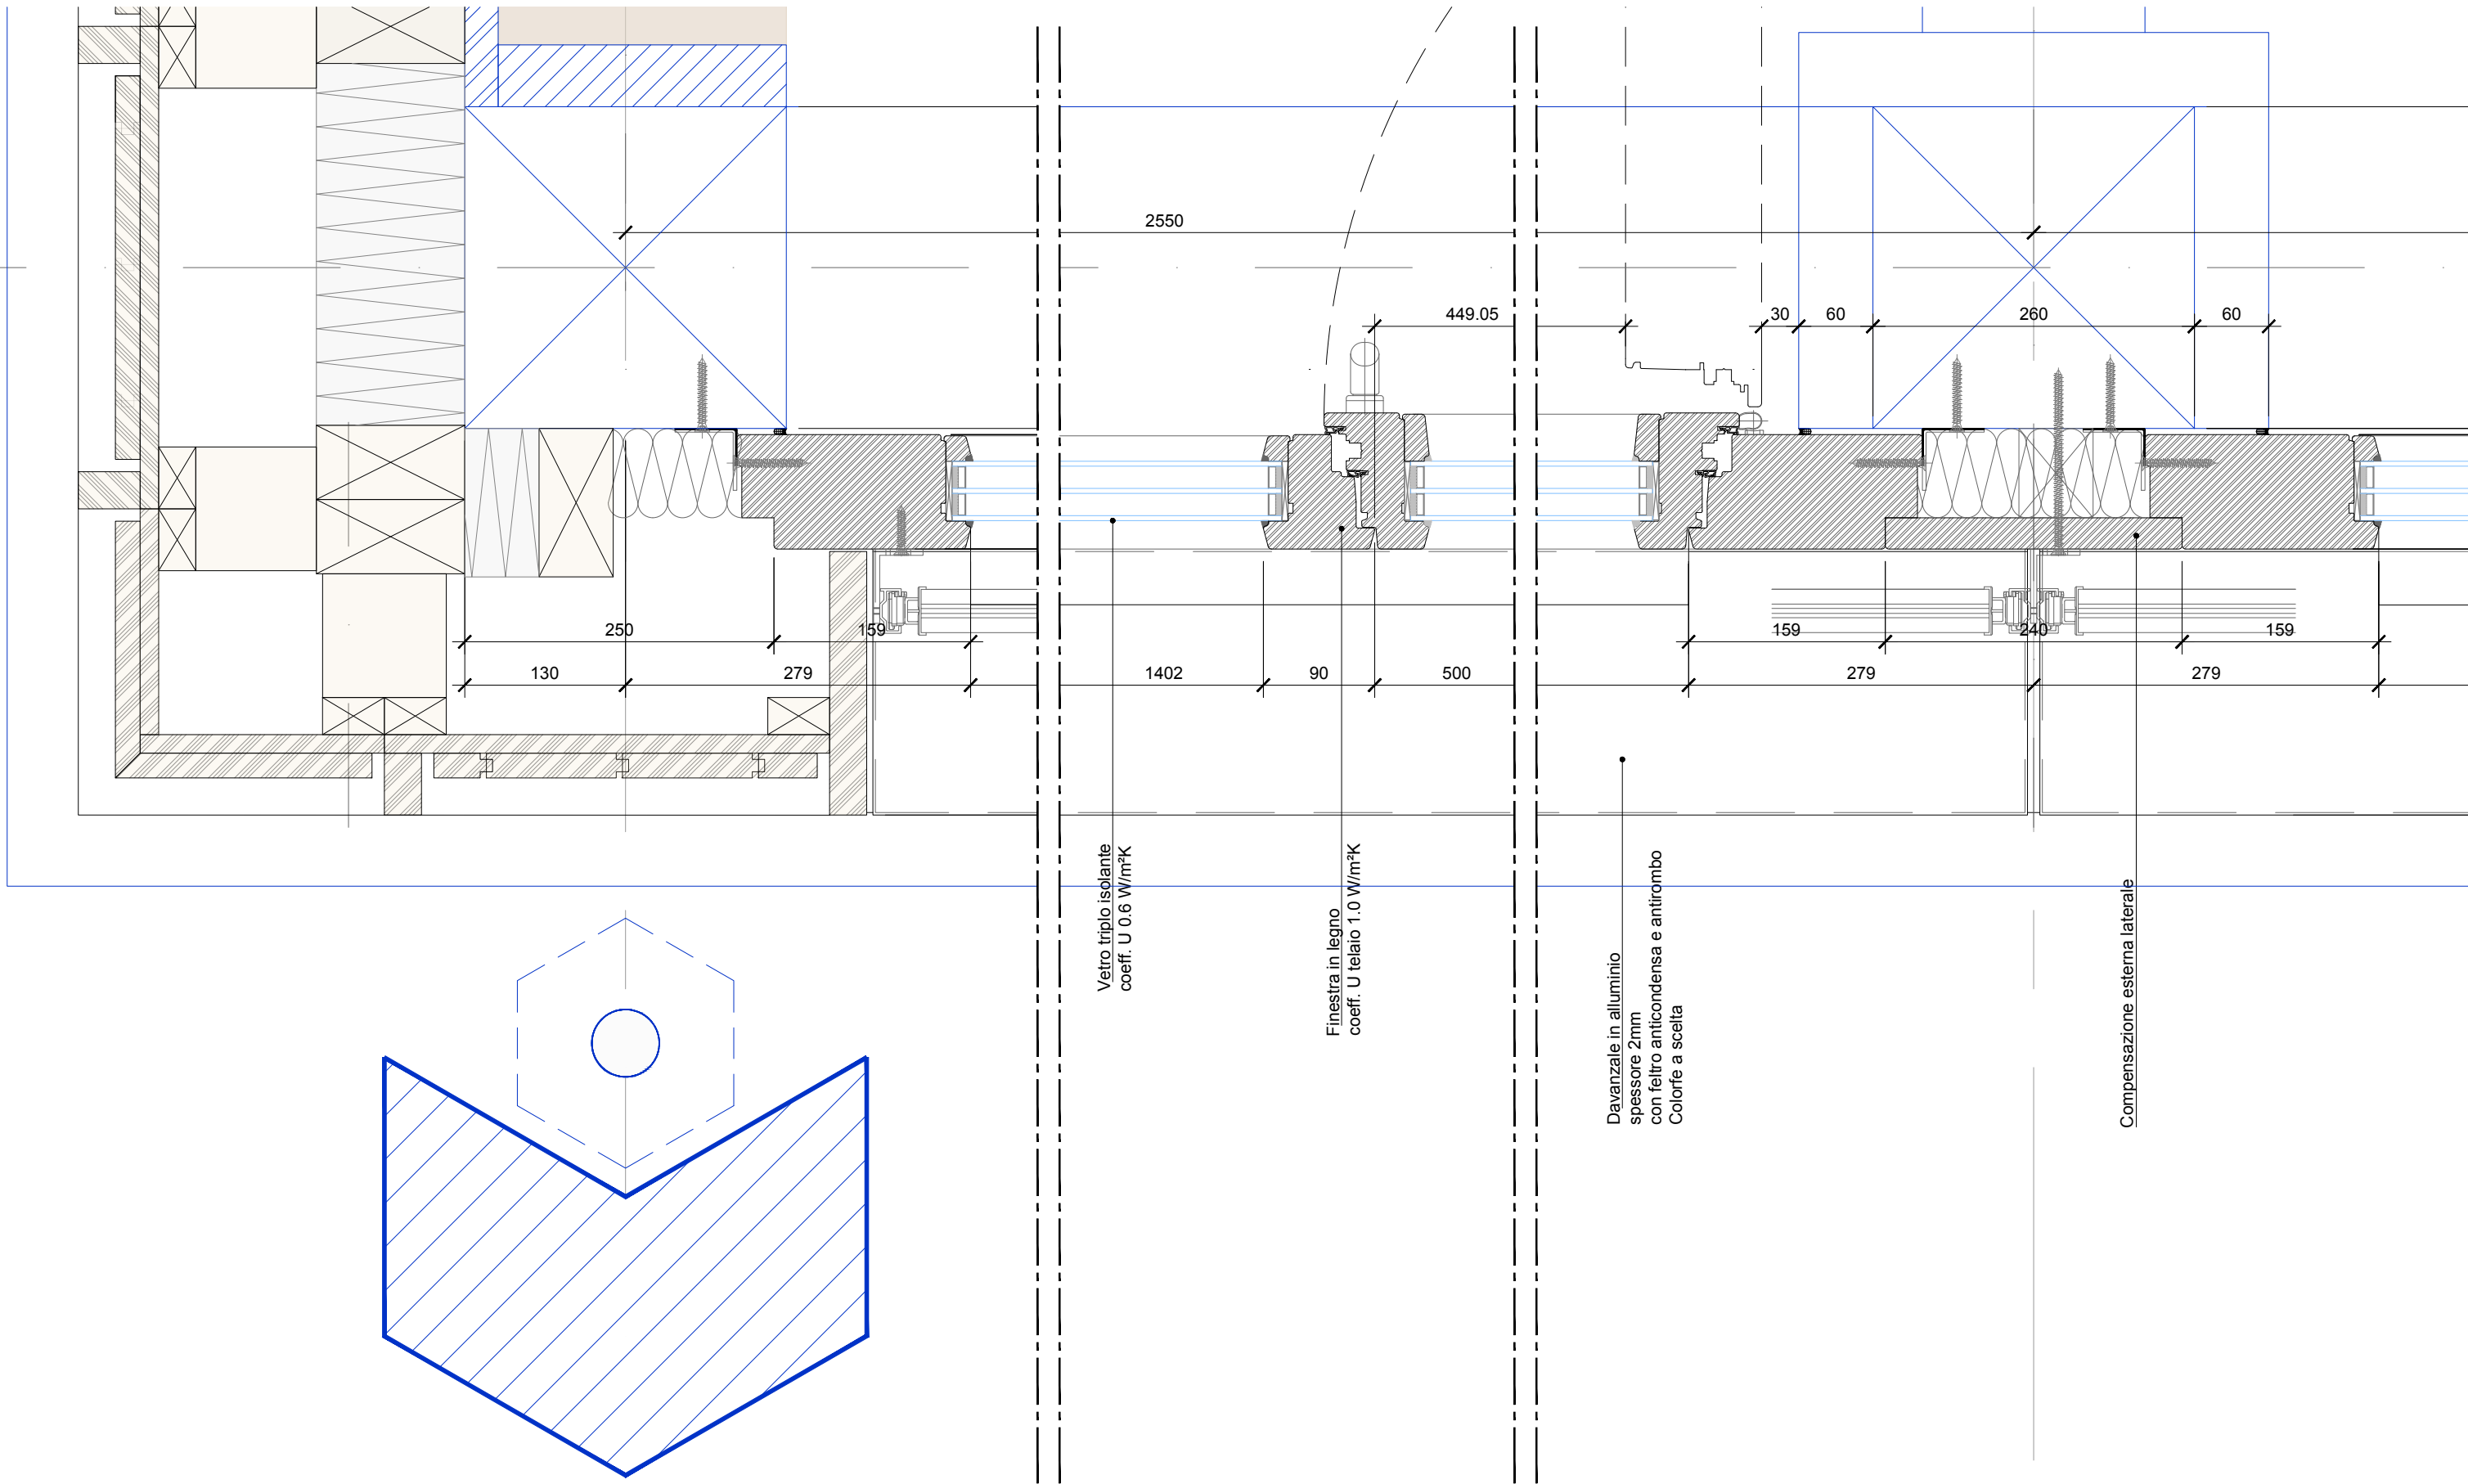 2550
449.05
30
60
260
60
250
159
159
240
159
130
279
1402
90
500
279
279
Vetro triplo isolante
coeff. U 0.6 W/m²K
Finestra in legno
coeff. U telaio 1.0 W/m²K
Davanzale in alluminio
spessore 2mm
con feltro anticondensa e antirombo
Colorfe a scelta
Compensazione esterna laterale